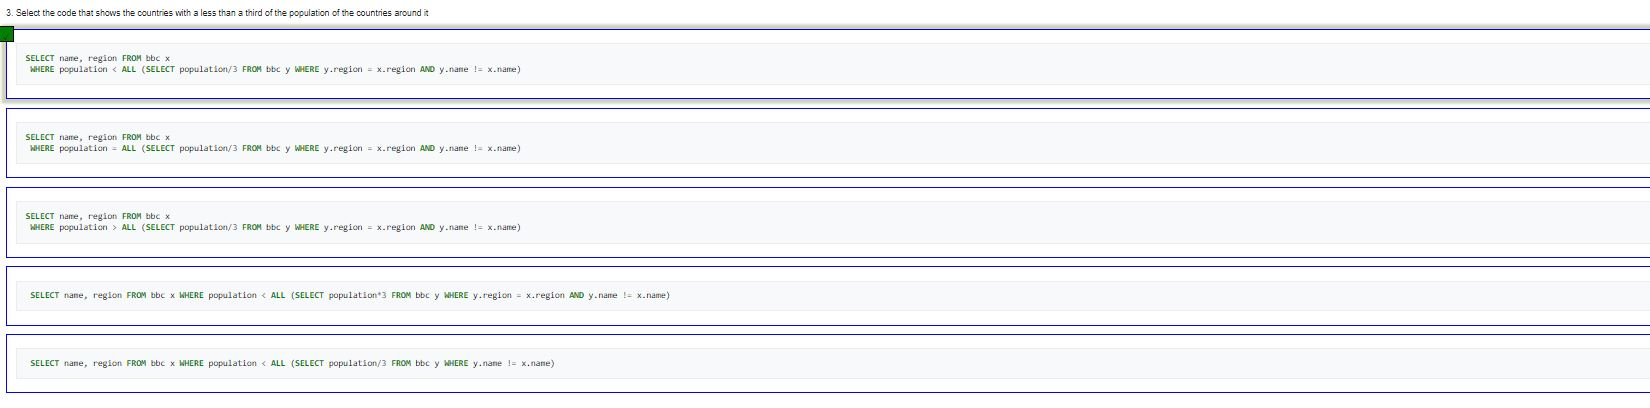 3. Select the code that shows the countries with a less than a third of the population of the countries around it
SELECT name, region FROM bbc x
WHERE population < ALL (SELECT population/3 FROM bbc y WHERE y.region = x.region AND y.name != x.name)
SELECT name, region FROM bbc x
WHERE population = ALL (SELECT population/3 FROM bbc y WHERE y.region = x.region AND y.name != x.name)
SELECT name, region FROM bbc x
WHERE population > ALL (SELECT population/3 FROM bbc y WHERE y.region = x.region AND y.name != x.name)
SELECT name, region FROM bbc x WHERE population < ALL (SELECT population*3 FROM bbc y WHERE y.region = x.region AND y.name != x.name)
SELECT name, region FROM bbc x WHERE population < ALL (SELECT population/3 FROM bbc y WHERE y.name != x.name)